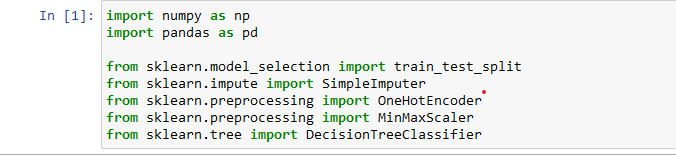 In [1]: import numpy as np
import pandas as pd
from sklearn.model_selection import train_test_split
from sklearn.impute import SimpleImputer
from sklearn.preprocessing import OneHotEncoder
from sklearn.preprocessing import MinMaxScaler
from sklearn.tree import DecisionTreeClassifier